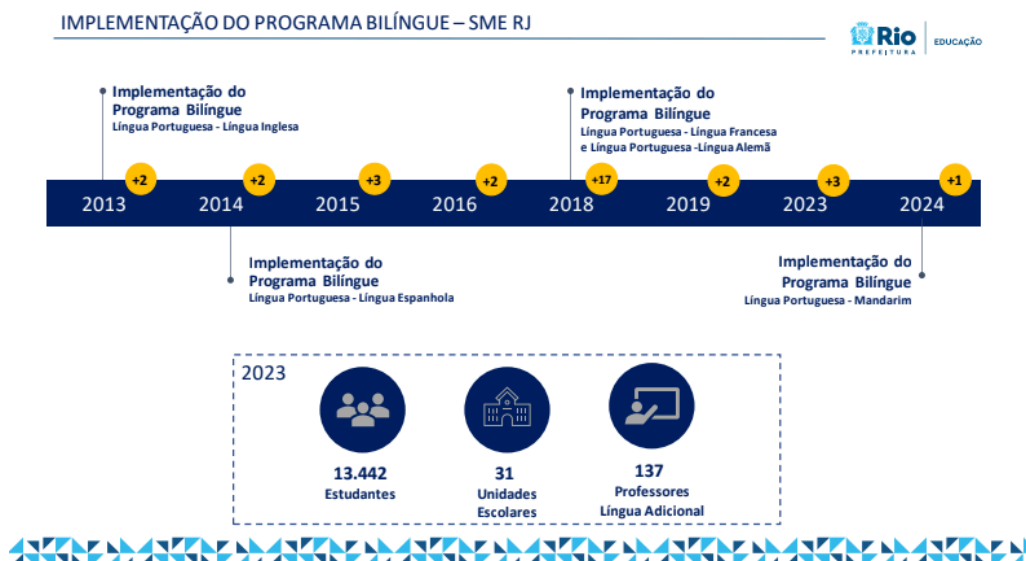 IMPLEMENTAÇÃO DO PROGRAMA BILÍNGUE – SME RJ
Rio
PREFEITURA
EDUCAÇÃO
Implementação do
Programa Bilíngue
Língua Portuguesa - Língua Inglesa
Implementação do
Programa Bilíngue
Língua Portuguesa - Língua Francesa
e Língua Portuguesa -Língua Alemã
+2
+2
+3
+2
+17
+2
+3
+1
2013
2014
2015
2016
2018
2019
2023
2024
Implementação do
Programa Bilíngue
Língua Portuguesa - Língua Espanhola
Implementação do
Programa Bilíngue
Língua Portuguesa - Mandarim
2023
13.442
Estudantes
31
Unidades
Escolares
137
Professores
Língua Adicional